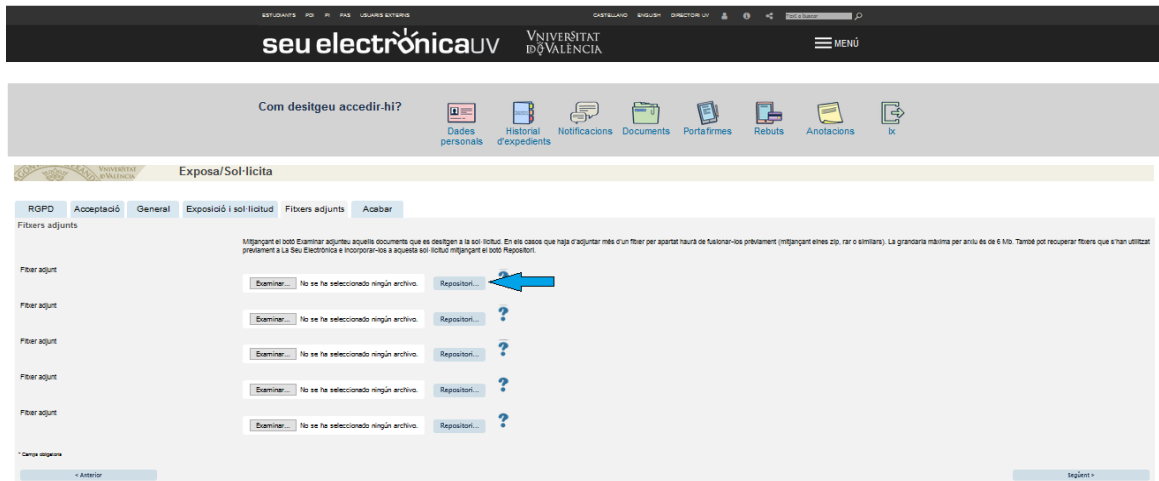 ESTUDIANTS PDI PI PAS USUARIS EXTERNS CASTELLANO ENGLISH DIRECTORI UV
seu electrònicauv VNIVERSITAT D VALÈNCIA MENÚ
Com desitgeu accedir-hi?
Dades personals Historial d'expedients Notificacions Documents Portafirmes Rebuts Anotacions Ix
VNIVERSITAT D VALÈNCIA Exposa/Sol·licita
RGPD Acceptació General Exposició i sol·licitud Fitxers adjunts Acabar
Fitxers adjunts
Mitjançant el botó Examinar adjunteu aquells documents que es desitgen a la sol·licitud. En els casos que haja d'adjuntar més d'un fitxer per apartat haurà de fusionar-los prèviament (mitjançant eines zip, rar o similars). La grandaria màxima per arxiu és de 6 Mb. També pot recuperar fitxers que s'han utilitzat
previament a La Seu Electrònica e incorporar-los a aquesta sol·licitud mitjançant el botó Repositori.
Fitxer adjunt
Examinar... No se ha seleccionado ningún archivo. Repositori... ?
Fitxer adjunt
Examinar... No se ha seleccionado ningún archivo. Repositori... ?
Fitxer adjunt
Examinar... No se ha seleccionado ningún archivo. Repositori... ?
Fitxer adjunt
Examinar... No se ha seleccionado ningún archivo. Repositori... ?
Fitxer adjunt
Examinar... No se ha seleccionado ningún archivo. Repositori... ?
* Camps obligatoris
< Anterior Següent >